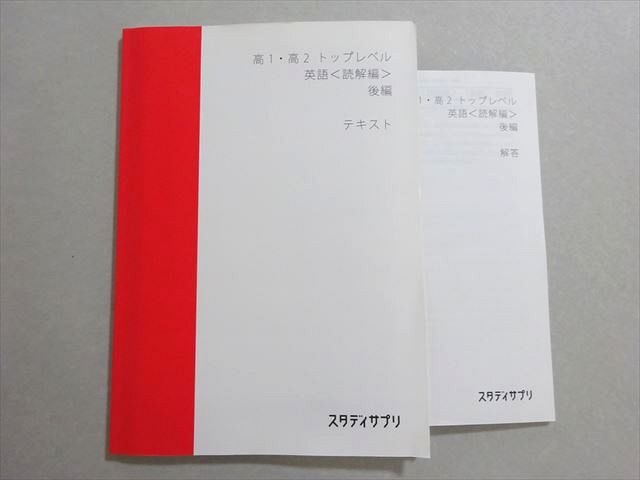 高1・高2 トップレベル
英語＜読解編＞
後編
テキスト
スタディサプリ
1・高2 トップレベル
英語＜読解編＞
後編
解答
スタディサプリ